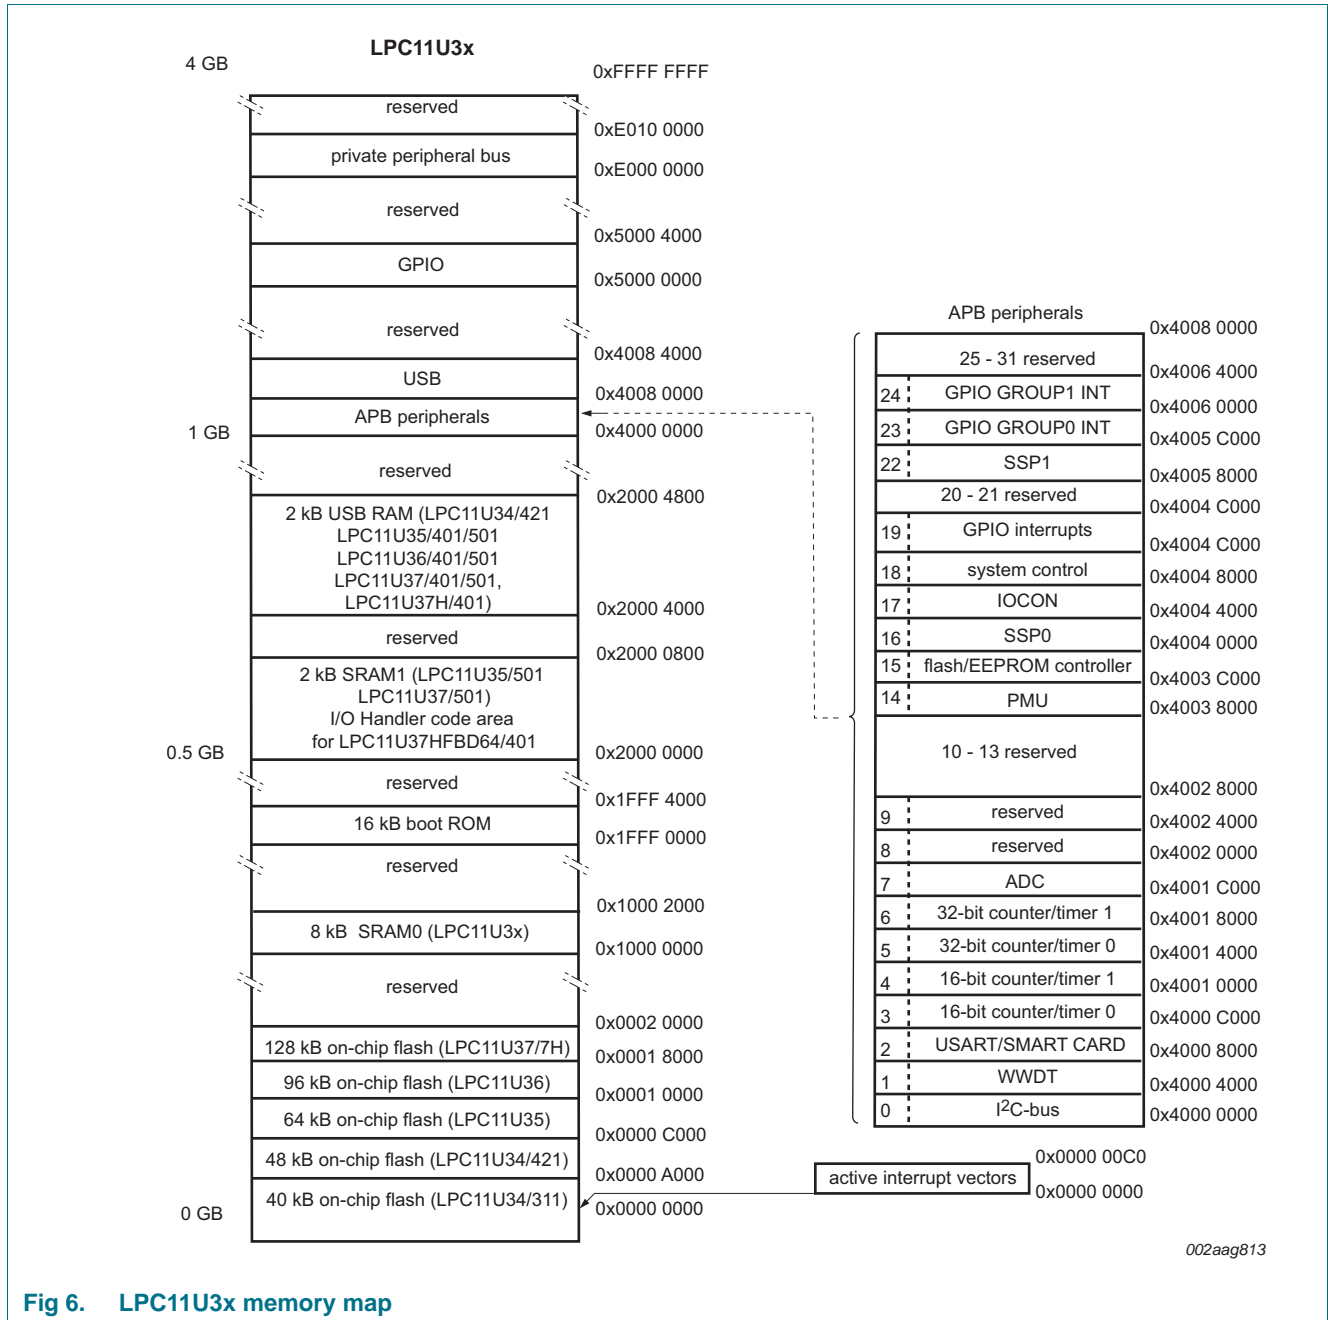 LPC11U3x
4 GB
0xFFFF FFFF
reserved
0xE010 0000
private peripheral bus
0xE000 0000
reserved
0x5000 4000
GPIO
0x5000 0000
reserved
0x4008 4000
USB
0x4008 0000
APB peripherals
1 GB
0x4000 0000
reserved
0x2000 4800
2 kB USB RAM (LPC11U34/421
LPC11U35/401/501
LPC11U36/401/501
LPC11U37/401/501,
LPC11U37H/401)
0x2000 4000
reserved
0x2000 0800
2 kB SRAM1 (LPC11U35/501
LPC11U37/501)
I/O Handler code area
for LPC11U37HFBD64/401
0.5 GB
0x2000 0000
reserved
0x1FFF 4000
16 kB boot ROM
0x1FFF 0000
reserved
0x1000 2000
8 kB SRAM0 (LPC11U3x)
0x1000 0000
reserved
0x0002 0000
128 kB on-chip flash (LPC11U37/7H)
0x0001 8000
96 kB on-chip flash (LPC11U36)
0x0001 0000
64 kB on-chip flash (LPC11U35)
0x0000 C000
48 kB on-chip flash (LPC11U34/421)
0x0000 A000
40 kB on-chip flash (LPC11U34/311)
0 GB
0x0000 0000
APB peripherals
0x4008 0000
25 - 31 reserved
0x4006 4000
24 GPIO GROUP1 INT
0x4006 0000
23 GPIO GROUP0 INT
0x4005 C000
22 SSP1
0x4005 8000
20 - 21 reserved
0x4004 C000
19 GPIO interrupts
0x4004 C000
18 system control
0x4004 8000
17 IOCON
0x4004 4000
16 SSP0
0x4004 0000
15 flash/EEPROM controller
0x4003 C000
14 PMU
0x4003 8000
10 - 13 reserved
0x4002 8000
9 reserved
0x4002 4000
8 reserved
0x4002 0000
7 ADC
0x4001 C000
6 32-bit counter/timer 1
0x4001 8000
5 32-bit counter/timer 0
0x4001 4000
4 16-bit counter/timer 1
0x4001 0000
3 16-bit counter/timer 0
0x4000 C000
2 USART/SMART CARD
0x4000 8000
1 WWDT
0x4000 4000
0 I2C-bus
0x4000 0000
0x0000 00C0
active interrupt vectors
0x0000 0000
002aag813
Fig 6. LPC11U3x memory map